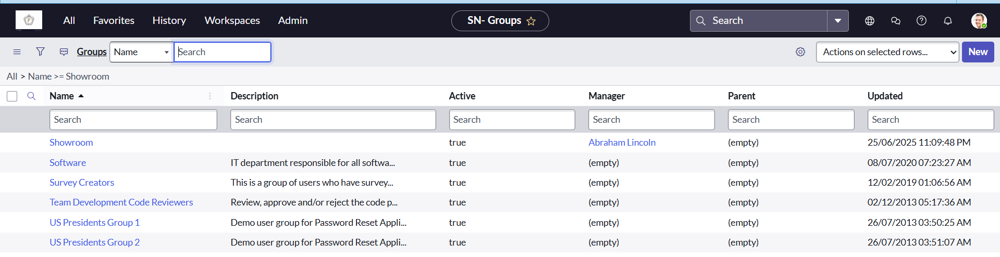 P
All Favorites History Workspaces Admin SN- Groups Search
Groups Name Search Actions on selected rows... New
All > Name >= Showroom
Name Description Active Manager Parent Updated
Search Search Search Search Search Search
Showroom true Abraham Lincoln (empty) 25/06/2025 11:09:48 PM
Software IT department responsible for all softwa... true (empty) (empty) 08/07/2020 07:23:27 AM
Survey Creators This is a group of users who have survey... true (empty) (empty) 12/02/2019 01:06:56 AM
Team Development Code Reviewers Review, approve and/or reject the code p... true (empty) (empty) 02/12/2013 05:17:36 AM
US Presidents Group 1 Demo user group for Password Reset Appli... true (empty) (empty) 26/07/2013 03:50:25 AM
US Presidents Group 2 Demo user group for Password Reset Appli... true (empty) (empty) 26/07/2013 03:51:07 AM